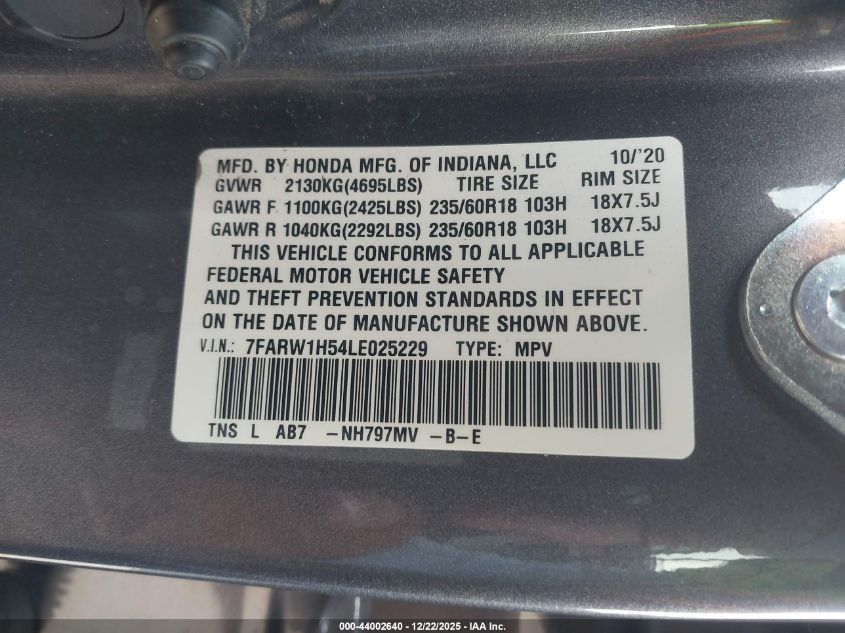 MFD. BY HONDA MFG. OF INDIANA, LLC 10/'20
GVWR 2130KG(4695LBS) TIRE SIZE RIM SIZE
GAWR F 1100KG(2425LBS) 235/60R18 103H 18X7.5J
GAWR R 1040KG(2292LBS) 235/60R18 103H 18X7.5J
THIS VEHICLE CONFORMS TO ALL APPLICABLE
FEDERAL MOTOR VEHICLE SAFETY
AND THEFT PREVENTION STANDARDS IN EFFECT
ON THE DATE OF MANUFACTURE SHOWN ABOVE.
V.I.N.: 7FARW1H54LE025229 TYPE: MPV
TNS L AB7 -NH797MV -B-E
000-44002640 - 12/22/2025 - IAA Inc.